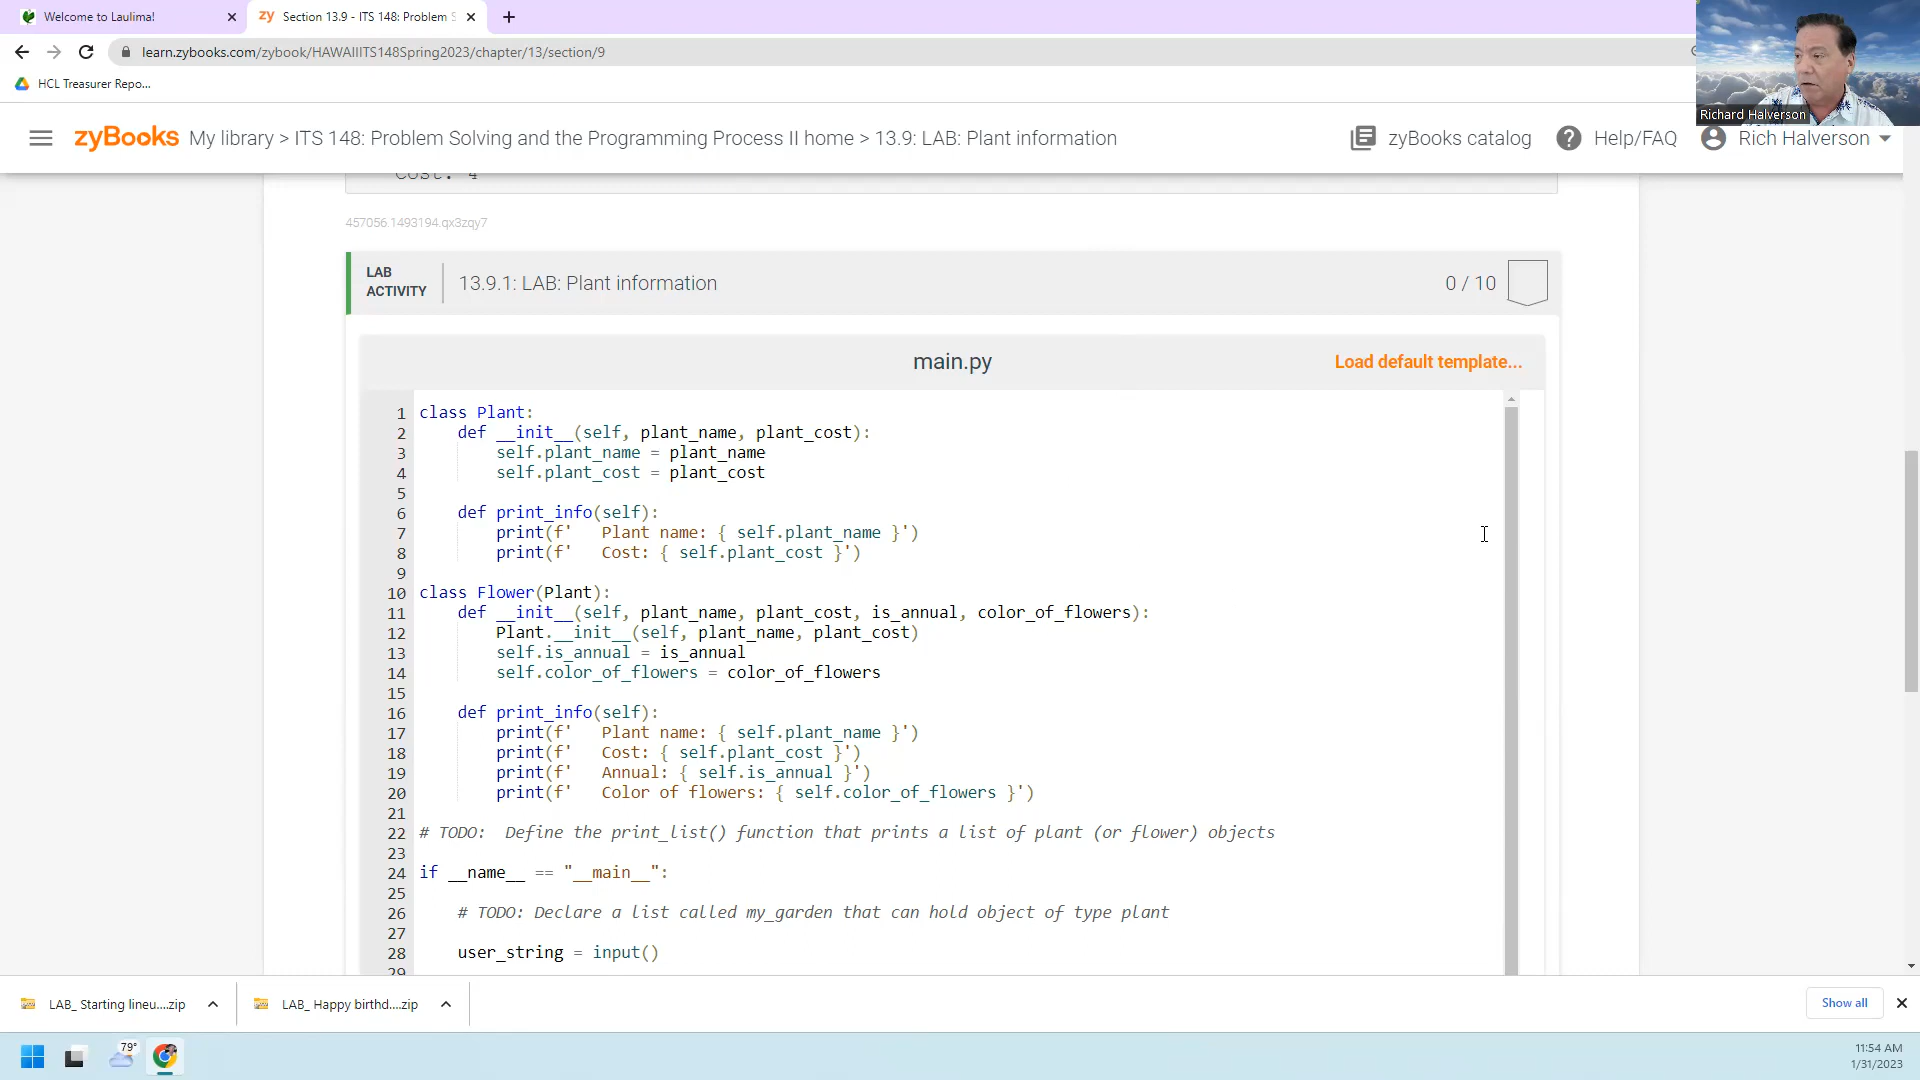 Welcome to Laulima!
zy Section 13.9 - ITS 148: Problem S
learn.zybooks.com/zybook/HAWAIIITS148Spring2023/chapter/13/section/9
HCL Treasurer Repo...
Richard Halverson
zyBooks My library > ITS 148: Problem Solving and the Programming Process II home > 13.9: LAB: Plant information
zyBooks catalog
Help/FAQ
Rich Halverson
Cost: 4
457056.1493194.qx3zqy7
LAB
ACTIVITY
13.9.1: LAB: Plant information
0 / 10
main.py
Load default template...
1 class Plant:
2     def __init__(self, plant_name, plant_cost):
3         self.plant_name = plant_name
4         self.plant_cost = plant_cost
5
6     def print_info(self):
7         print(f'   Plant name: { self.plant_name }')
8         print(f'   Cost: { self.plant_cost }')
9
10 class Flower(Plant):
11     def __init__(self, plant_name, plant_cost, is_annual, color_of_flowers):
12         Plant.__init__(self, plant_name, plant_cost)
13         self.is_annual = is_annual
14         self.color_of_flowers = color_of_flowers
15
16     def print_info(self):
17         print(f'   Plant name: { self.plant_name }')
18         print(f'   Cost: { self.plant_cost }')
19         print(f'   Annual: { self.is_annual }')
20         print(f'   Color of flowers: { self.color_of_flowers }')
21
22 # TODO:  Define the print_list() function that prints a list of plant (or flower) objects
23
24 if __name__ == "__main__":
25
26     # TODO: Declare a list called my_garden that can hold object of type plant
27
28     user_string = input()
29
LAB_ Starting lineu....zip
LAB_ Happy birthd....zip
Show all
79°
11:54 AM
1/31/2023